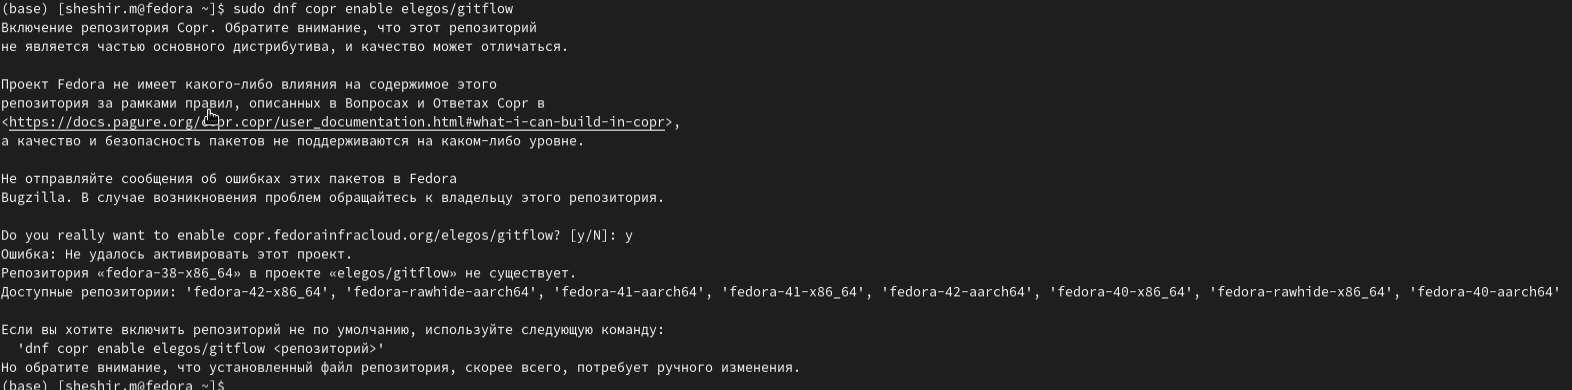 (base) [sheshir.m@fedora ~]$ sudo dnf copr enable elegos/gitflow
Включение репозитория Copr. Обратите внимание, что этот репозиторий
не является частью основного дистрибутива, и качество может отличаться.
Проект Fedora не имеет какого-либо влияния на содержимое этого
репозитория за рамками правил, описанных в Вопросах и Ответах Copr в
<https://docs.pagure.org/copr.copr/user_documentation.html#what-i-can-build-in-copr>,
а качество и безопасность пакетов не поддерживаются на каком-либо уровне.
Не отправляйте сообщения об ошибках этих пакетов в Fedora
Bugzilla. В случае возникновения проблем обращайтесь к владельцу этого репозитория.
Do you really want to enable copr.fedorainfracloud.org/elegos/gitflow? [y/N]: y
Ошибка: Не удалось активировать этот проект.
Репозитория «fedora-38-x86_64» в проекте «elegos/gitflow» не существует.
Доступные репозитории: 'fedora-42-x86_64', 'fedora-rawhide-aarch64', 'fedora-41-aarch64', 'fedora-41-x86_64', 'fedora-42-aarch64', 'fedora-40-x86_64', 'fedora-rawhide-x86_64', 'fedora-40-aarch64'
Если вы хотите включить репозиторий не по умолчанию, используйте следующую команду:
'dnf copr enable elegos/gitflow <репозиторий>'
Но обратите внимание, что установленный файл репозитория, скорее всего, потребует ручного изменения.
(base) [sheshir.m@fedora ~]$